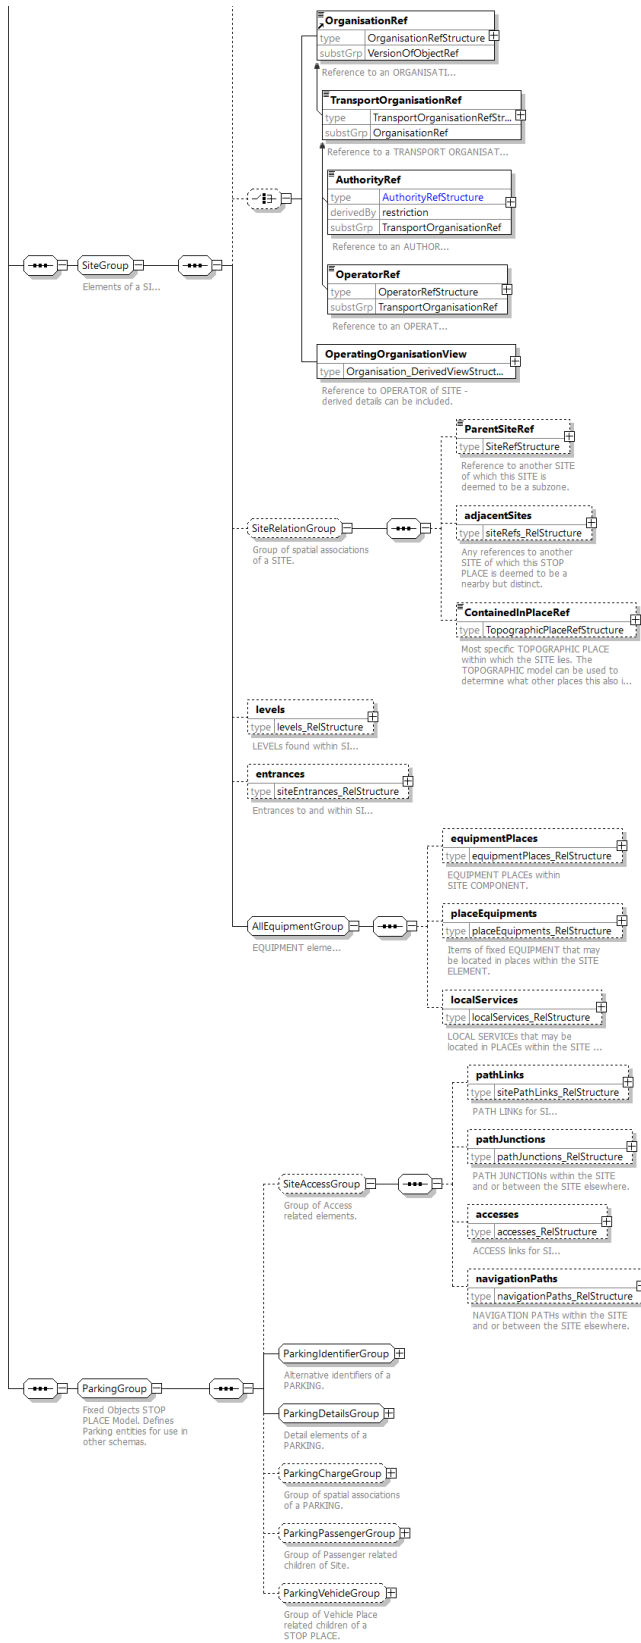 OrganisationRef
type OrganisationRefStructure
substGrp VersionOfObjectRef
Reference to an ORGANISATI...
TransportOrganisationRef
type TransportOrganisationRefStr...
substGrp OrganisationRef
Reference to a TRANSPORT ORGANISAT...
AuthorityRef
type AuthorityRefStructure
derivedBy restriction
substGrp TransportOrganisationRef
Reference to an AUTHOR...
SiteGroup
Elements of a SI...
OperatorRef
type OperatorRefStructure
substGrp TransportOrganisationRef
Reference to an OPERAT...
OperatingOrganisationView
type Organisation_DerivedViewStruct...
Reference to OPERATOR of SITE -
derived details can be included.
ParentSiteRef
type SiteRefStructure
Reference to another SITE
of which this SITE is
deemed to be a subzone.
SiteRelationGroup
Group of spatial associations
of a SITE.
adjacentSites
type siteRefs_RelStructure
Any references to another
SITE of which this STOP
PLACE is deemed to be a
nearby but distinct.
ContainedInPlaceRef
type TopographicPlaceRefStructure
Most specific TOPOGRAPHIC PLACE
within which the SITE lies. The
TOPOGRAPHIC model can be used to
determine what other places this also i...
levels
type levels_RelStructure
LEVELs found within SI...
entrances
type siteEntrances_RelStructure
Entrances to and within SI...
equipmentPlaces
type equipmentPlaces_RelStructure
EQUIPMENT PLACEs within
SITE COMPONENT.
AllEquipmentGroup
EQUIPMENT eleme...
placeEquipments
type placeEquipments_RelStructure
Items of fixed EQUIPMENT that may
be located in places within the SITE
ELEMENT.
localServices
type localServices_RelStructure
LOCAL SERVICEs that may be
located in PLACEs within the SITE ...
pathLinks
type sitePathLinks_RelStructure
PATH LINKs for SI...
pathJunctions
type pathJunctions_RelStructure
PATH JUNCTIONs within the SITE
and or between the SITE elsewhere.
SiteAccessGroup
Group of Access
related elements.
accesses
type accesses_RelStructure
ACCESS links for SI...
navigationPaths
type navigationPaths_RelStructure
NAVIGATION PATHs within the SITE
and or between the SITE elsewhere.
ParkingGroup
Fixed Objects STOP
PLACE Model. Defines
Parking entities for use in
other schemas.
ParkingIdentifierGroup
Alternative identifiers of a
PARKING.
ParkingDetailsGroup
Detail elements of a
PARKING.
ParkingChargeGroup
Group of spatial associations
of a PARKING.
ParkingPassengerGroup
Group of Passenger related
children of Site.
ParkingVehicleGroup
Group of Vehicle Place
related children of a
STOP PLACE.